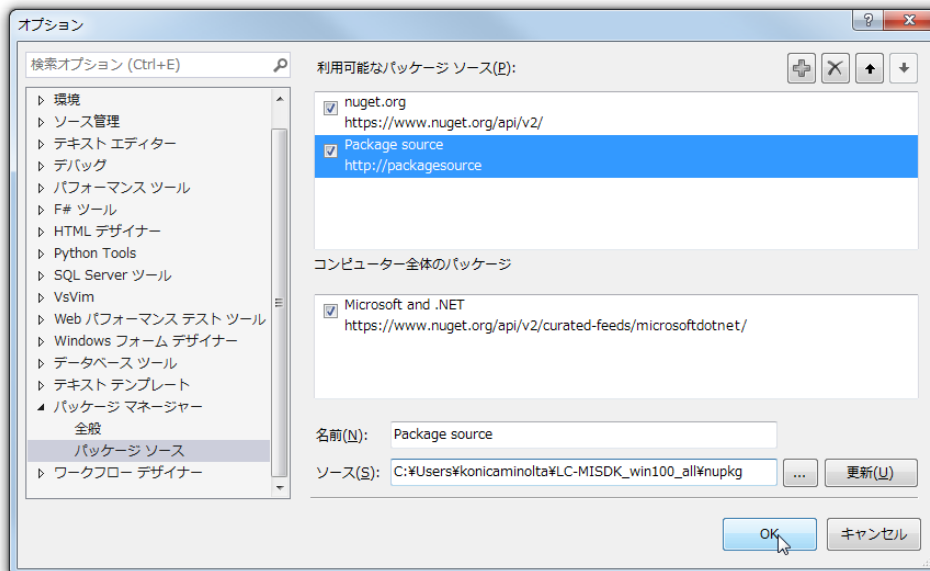 オプション
検索オプション (Ctrl+E)
環境
ソース管理
テキスト エディター
デバッグ
パフォーマンス ツール
F# ツール
HTML デザイナー
Python Tools
SQL Server ツール
VsVim
Web パフォーマンス テスト ツール
Windows フォーム デザイナー
データベース ツール
テキスト テンプレート
パッケージ マネージャー
全般
パッケージ ソース
ワークフロー デザイナー
利用可能なパッケージ ソース(P):
nuget.org
https://www.nuget.org/api/v2/
Package source
http://packagesource
コンピューター全体のパッケージ
Microsoft and .NET
https://www.nuget.org/api/v2/curated-feeds/microsoftdotnet/
名前(N): Package source
ソース(S): C:¥Users¥konicaminolta¥LC-MISDK_win100_all¥nupkg ... 更新(U)
OK キャンセル